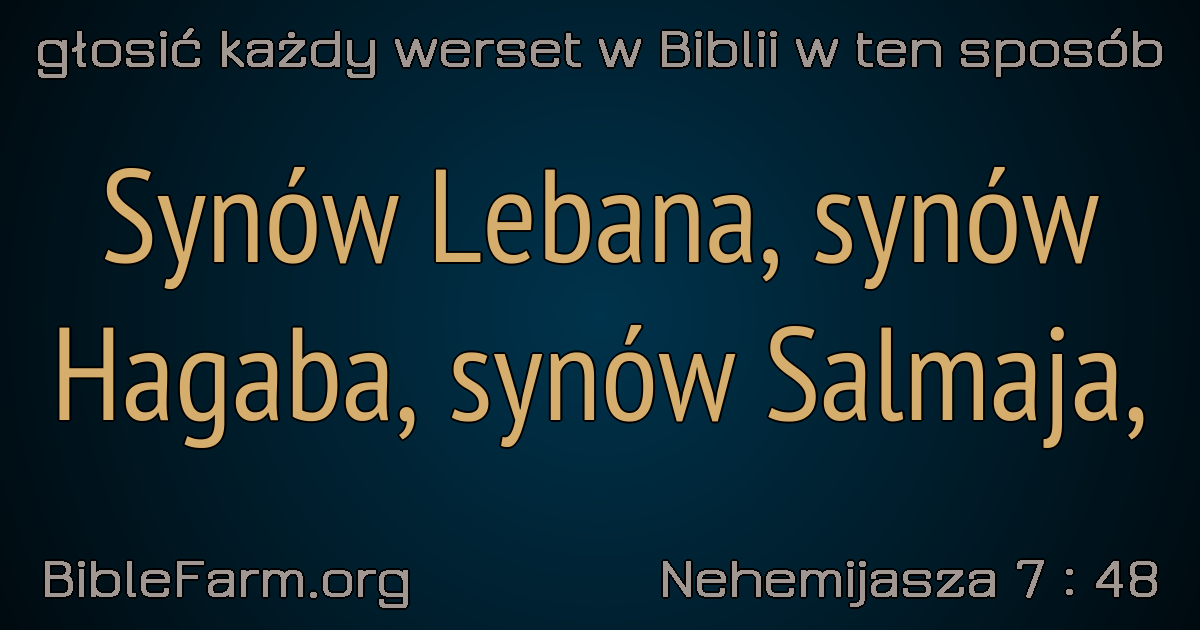 głosić każdy werset w Biblii w ten sposób
Synów Lebana, synów
Hagaba, synów Salmaja,
BibleFarm.org
Nehemijasza 7 : 48